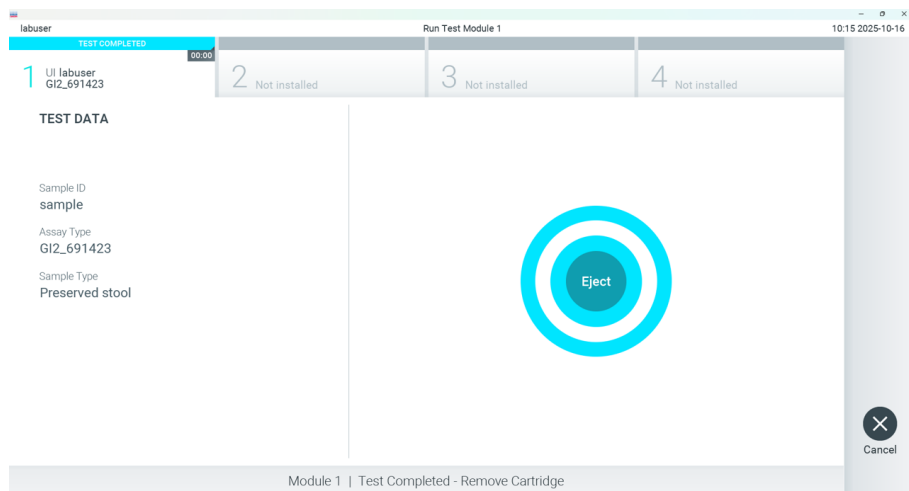 labuser
Run Test Module 1
10:15 2025-10-16
TEST COMPLETED
00:00
1
UI labuser
GI2_691423
2 Not installed
3 Not installed
4 Not installed
TEST DATA
Sample ID
sample
Assay Type
GI2_691423
Sample Type
Preserved stool
Eject
Cancel
Module 1 | Test Completed - Remove Cartridge